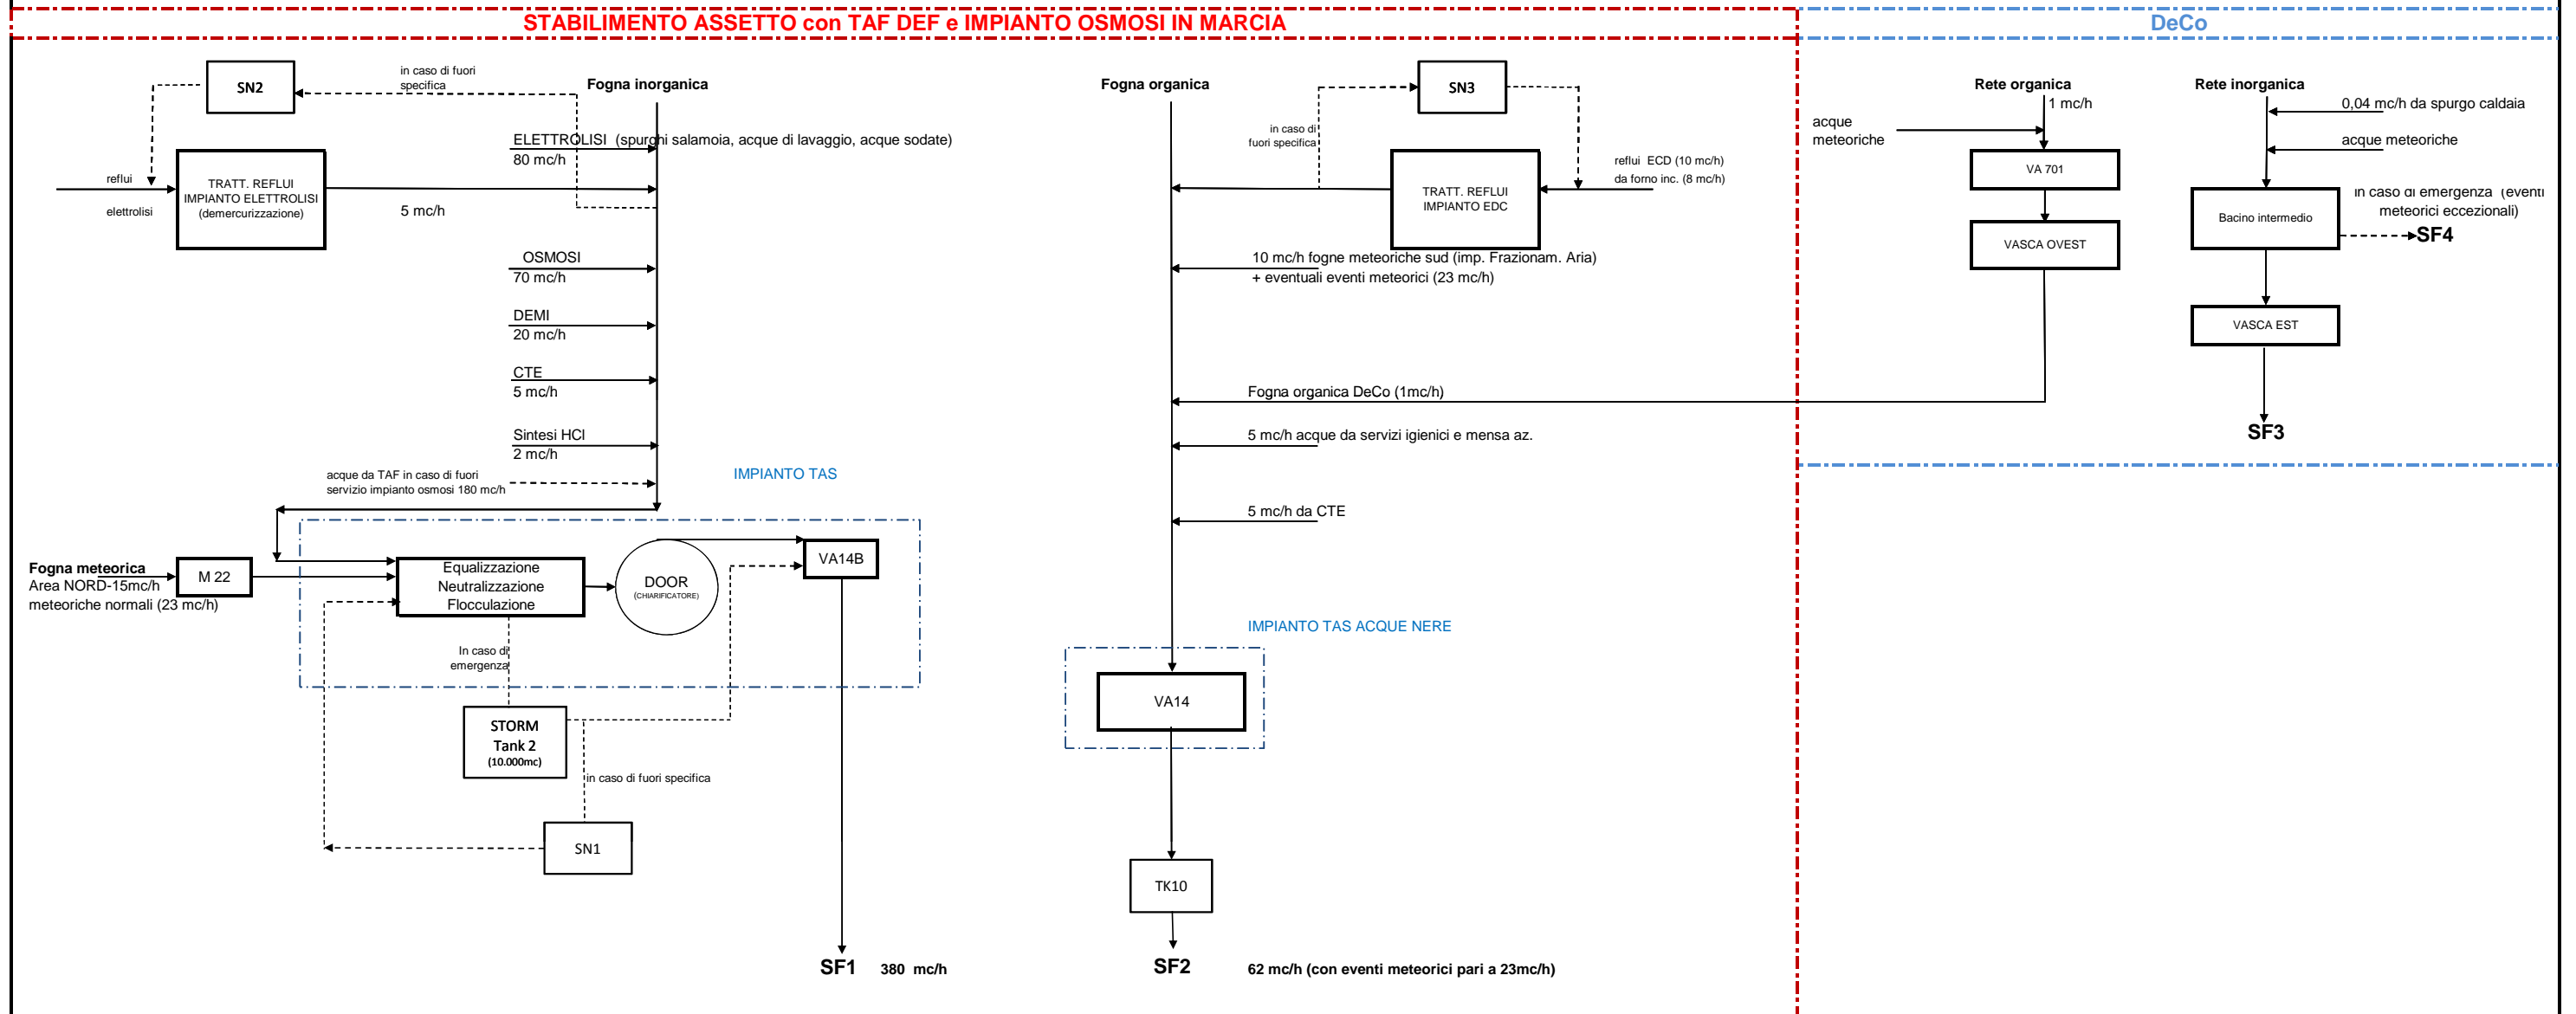 STABILIMENTO ASSETTO con TAF DEF e IMPIANTO OSMOSI IN MARCIA
DeCo
SN2
in caso di fuori
specifica
Fogna inorganica
ELETTROLISI (spurghi salamoia, acque di lavaggio, acque sodate)
80 mc/h
reflui
elettrolisi
TRATT. REFLUI
IMPIANTO ELETTROLISI
(demercurizzazione)
5 mc/h
OSMOSI
70 mc/h
DEMI
20 mc/h
CTE
5 mc/h
Sintesi HCl
2 mc/h
acque da TAF in caso di fuori
servizio impianto osmosi 180 mc/h
IMPIANTO TAS
Fogna meteorica
Area NORD-15mc/h
meteoriche normali (23 mc/h)
M 22
Equalizzazione
Neutralizzazione
Flocculazione
DOOR
(CHIARIFICATORE)
VA14B
In caso di
emergenza
STORM
Tank 2
(10.000mc)
in caso di fuori specifica
SN1
SF1 380 mc/h
Fogna organica
SN3
in caso di
fuori specifica
TRATT. REFLUI
IMPIANTO EDC
reflui ECD (10 mc/h)
da forno inc. (8 mc/h)
10 mc/h fogne meteoriche sud (imp. Frazionam. Aria)
+ eventuali eventi meteorici (23 mc/h)
Fogna organica DeCo (1mc/h)
5 mc/h acque da servizi igienici e mensa az.
5 mc/h da CTE
IMPIANTO TAS ACQUE NERE
VA14
TK10
SF2 62 mc/h (con eventi meteorici pari a 23mc/h)
Rete organica
1 mc/h
acque
meteoriche
VA 701
VASCA OVEST
Rete inorganica
0,04 mc/h da spurgo caldaia
acque meteoriche
Bacino intermedio
in caso di emergenza (eventi
meteorici eccezionali)
SF4
VASCA EST
SF3